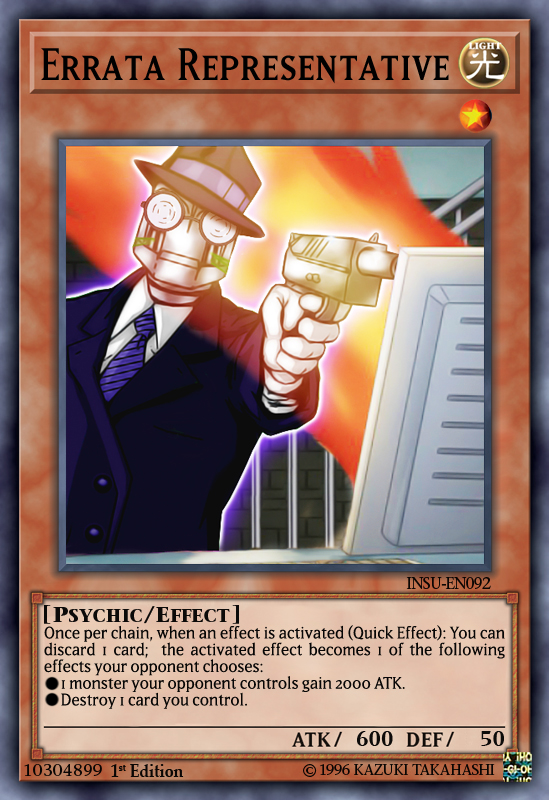 Errata Representative
LIGHT
光
INSU-EN092
[Psychic/Effect]
Once per chain, when an effect is activated (Quick Effect): You can
discard 1 card;  the activated effect becomes 1 of the following
effects your opponent chooses:
●1 monster your opponent controls gain 2000 ATK.
●Destroy 1 card you control.
ATK/ 600 DEF/ 50
10304899 1st Edition © 1996 KAZUKI TAKAHASHI